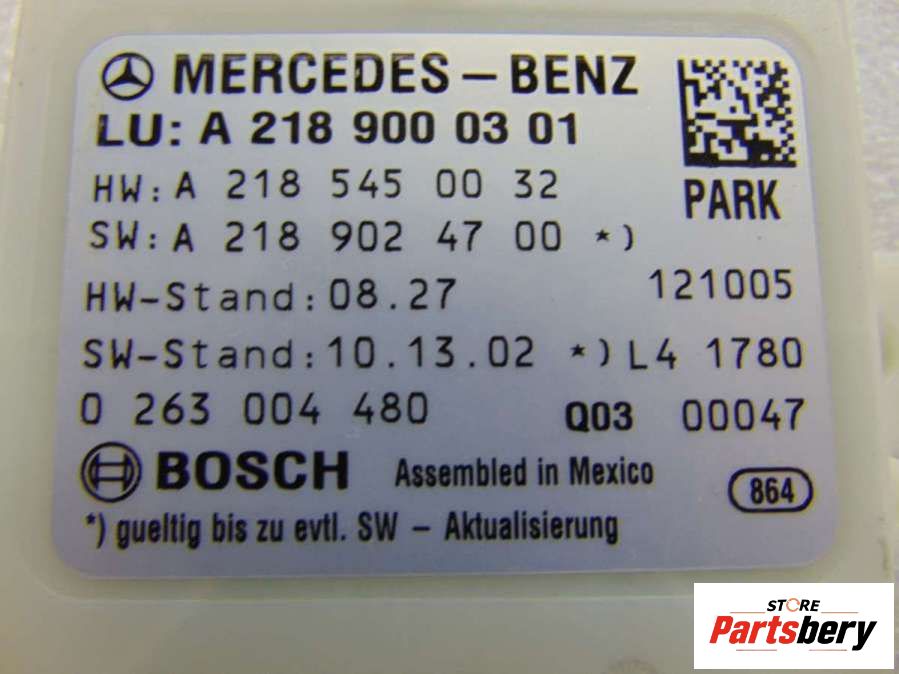 MERCEDES-BENZ
LU: A 218 900 03 01
HW: A 218 545 00 32
PARK
SW: A 218 902 47 00 *)
HW-Stand: 08.27 121005
SW-Stand: 10.13.02 *) L4 1780
0 263 004 480 Q03 00047
BOSCH Assembled in Mexico 864
*) gueltig bis zu evtl. SW - Aktualisierung
STORE
Partsbery